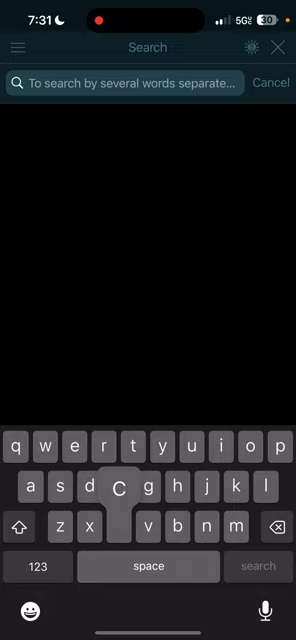 7:31 5G 30
Search
To search by several words separate... Cancel
q w e r t y u i o p
a s d C g h j k l
z x v b n m
123 space search